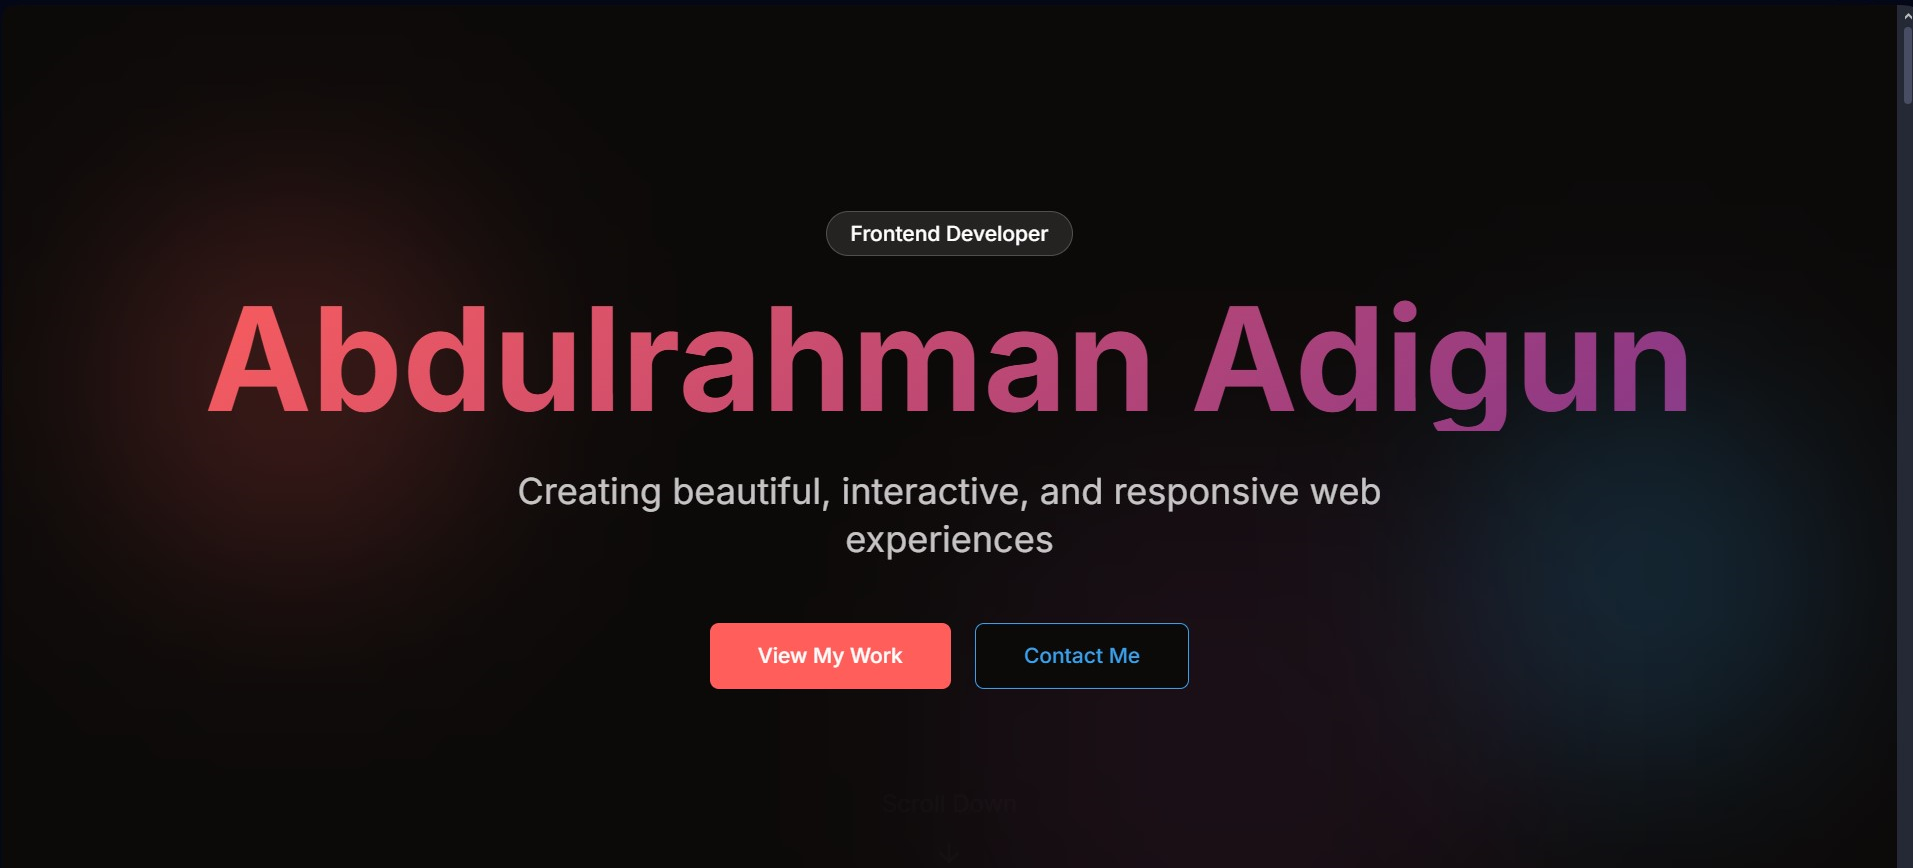 Frontend Developer
Abdulrahman Adigun
Creating beautiful, interactive, and responsive web
experiences
View My Work
Contact Me
Scroll Down